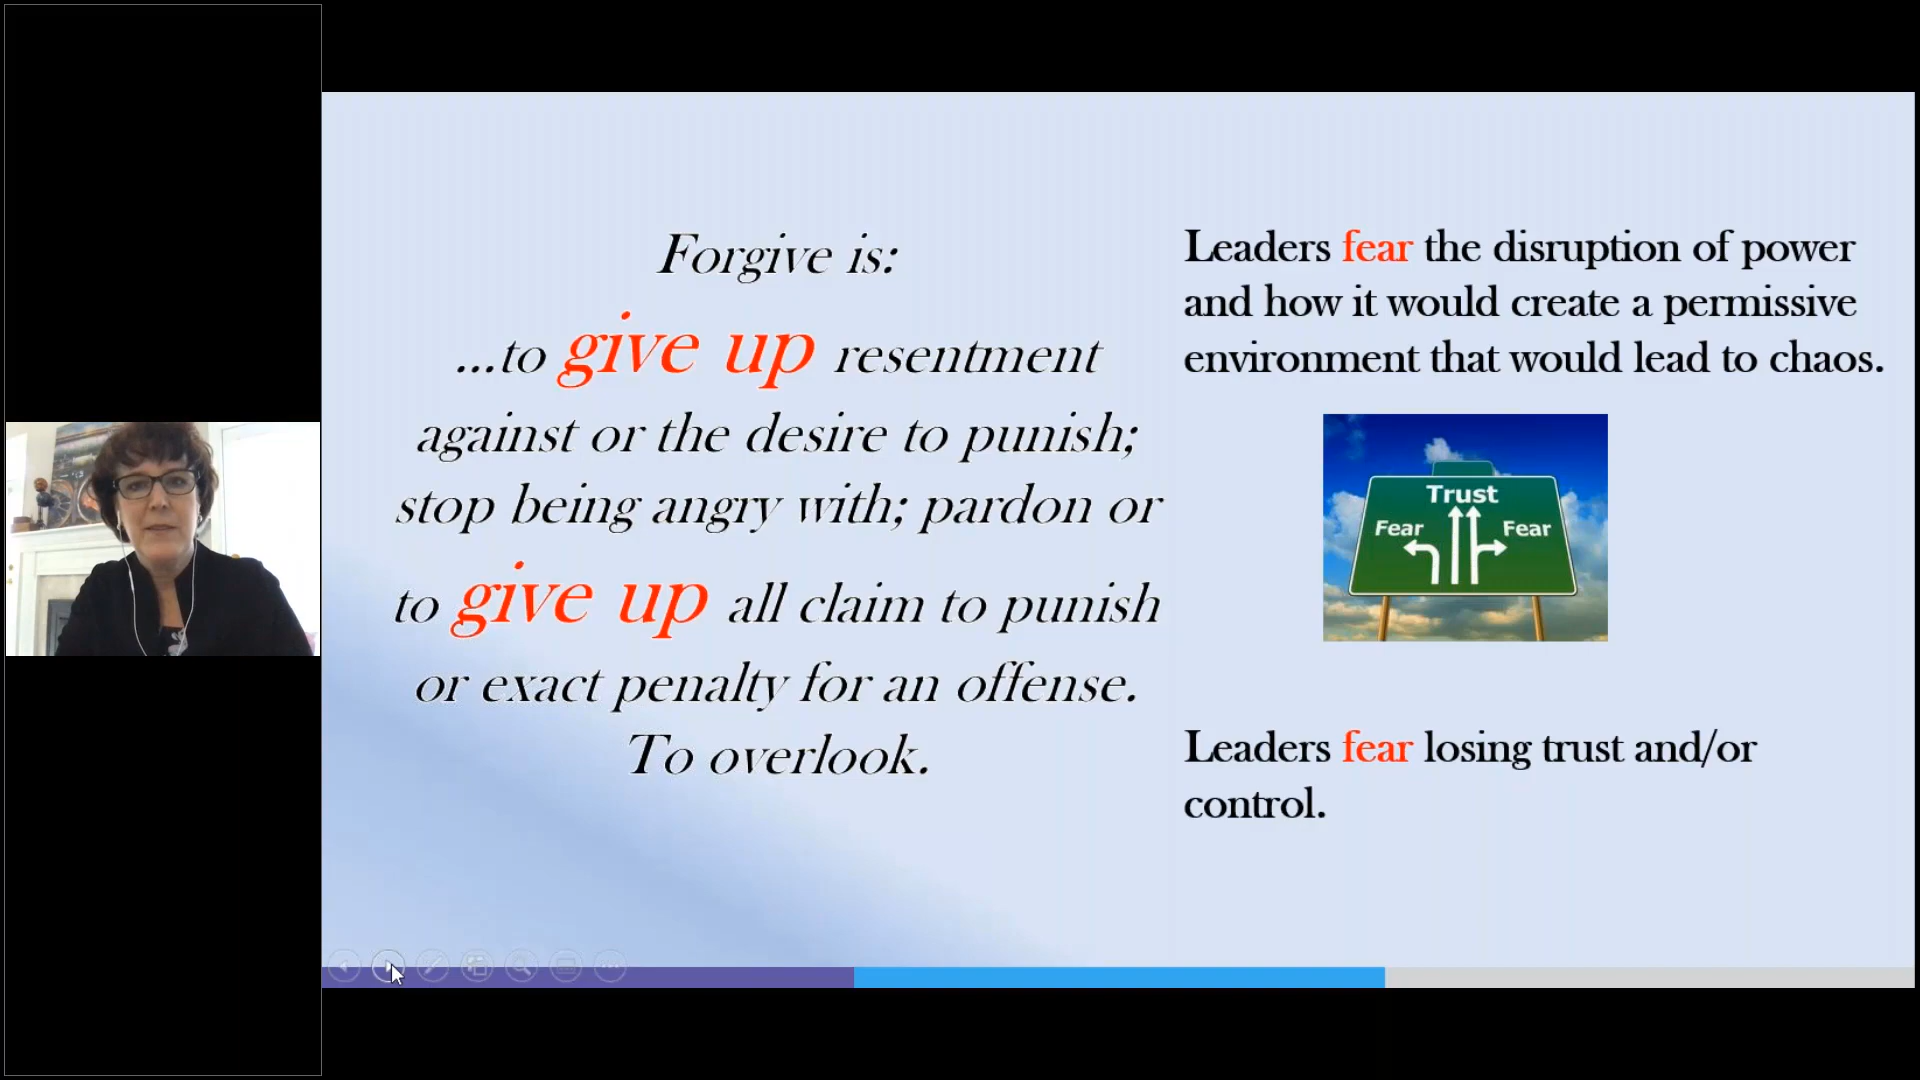 Forgive is:
...to give up resentment
against or the desire to punish;
stop being angry with; pardon or
to give up all claim to punish
or exact penalty for an offense.
To overlook.
Leaders fear the disruption of power
and how it would create a permissive
environment that would lead to chaos.
Trust
Fear
Fear
Leaders fear losing trust and/or
control.